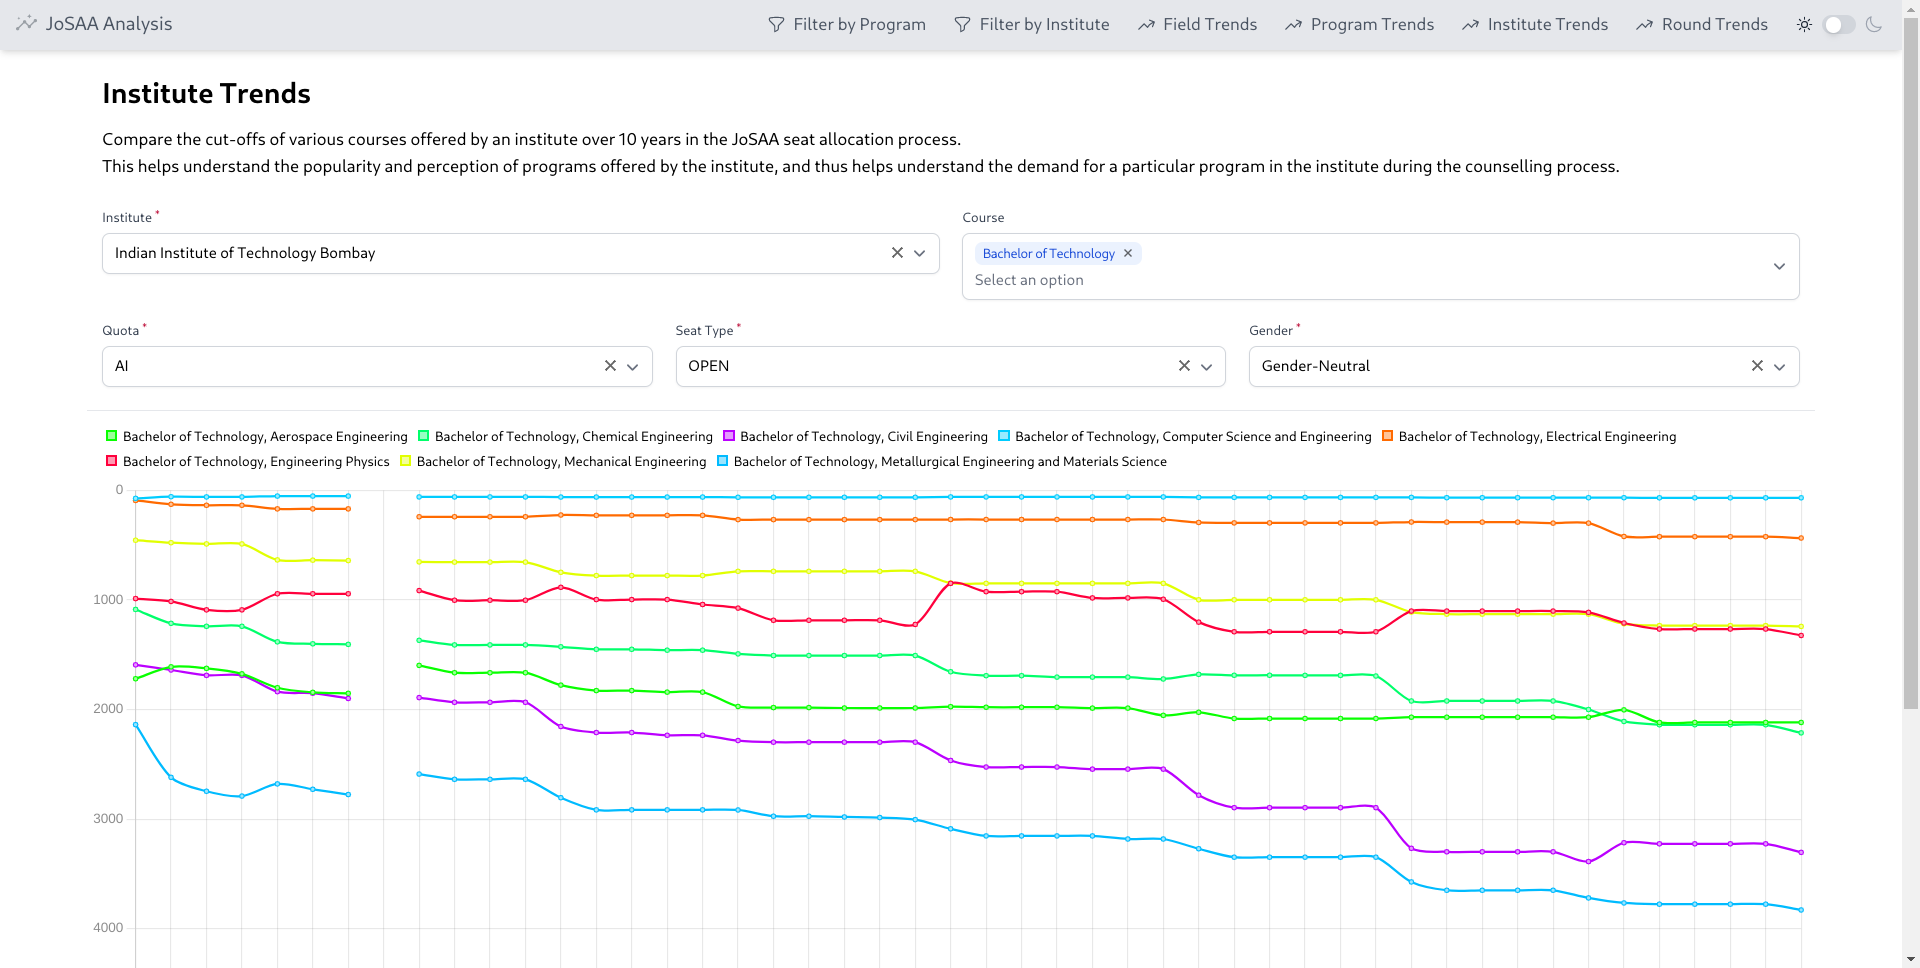 JoSAA Analysis Filter by Program Filter by Institute Field Trends Program Trends Institute Trends Round Trends
Institute Trends
Compare the cut-offs of various courses offered by an institute over 10 years in the JoSAA seat allocation process.
This helps understand the popularity and perception of programs offered by the institute, and thus helps understand the demand for a particular program in the institute during the counselling process.
Institute * Course
Indian Institute of Technology Bombay Bachelor of Technology
Select an option
Quota * Seat Type * Gender *
AI OPEN Gender-Neutral
Bachelor of Technology, Aerospace Engineering Bachelor of Technology, Chemical Engineering Bachelor of Technology, Civil Engineering Bachelor of Technology, Computer Science and Engineering Bachelor of Technology, Electrical Engineering
Bachelor of Technology, Engineering Physics Bachelor of Technology, Mechanical Engineering Bachelor of Technology, Metallurgical Engineering and Materials Science
0
1000
2000
3000
4000